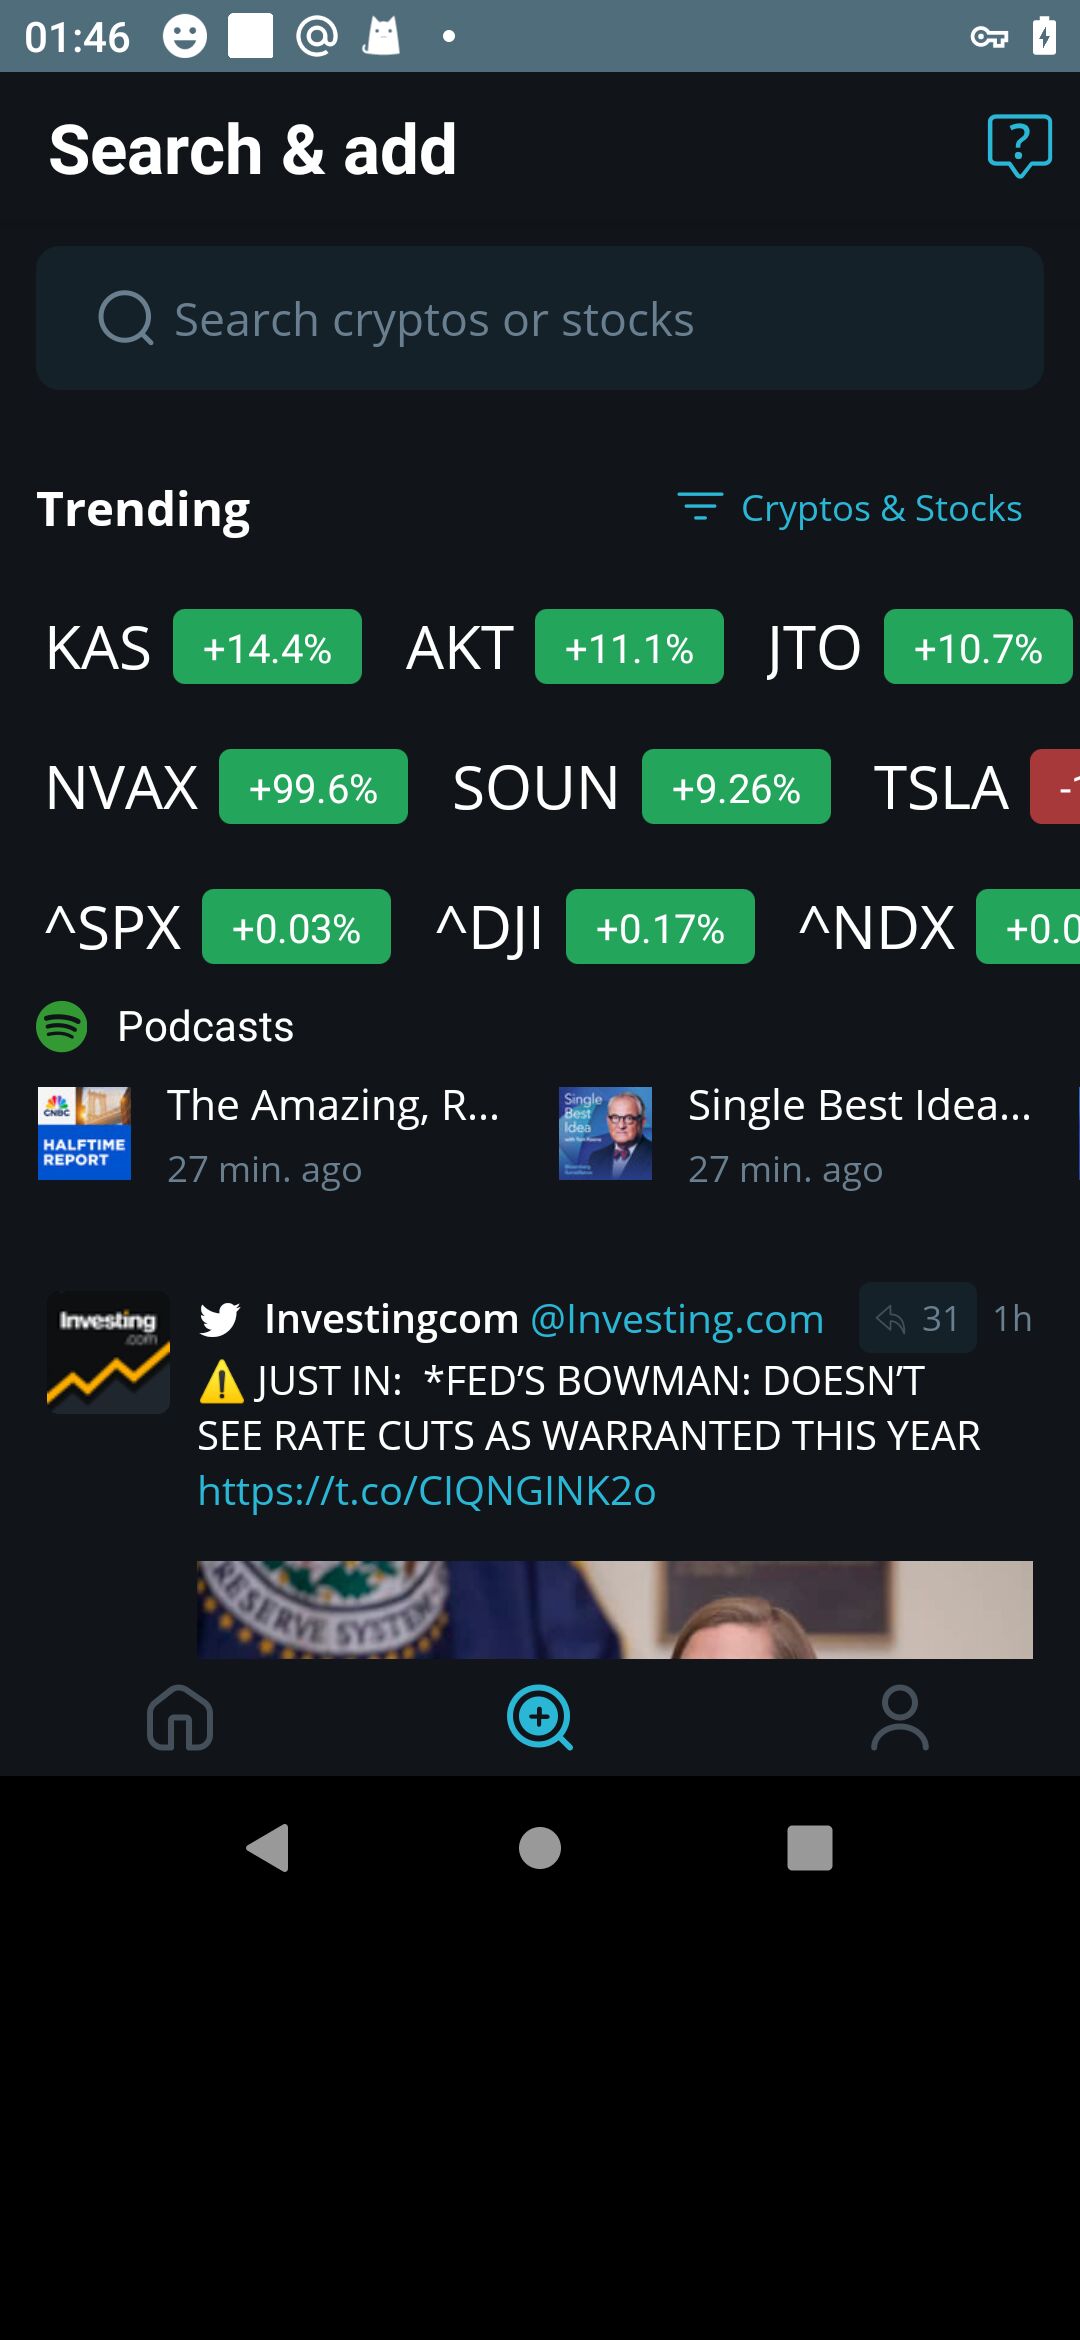 01:46
Search & add
Search cryptos or stocks
Trending
Cryptos & Stocks
KAS +14.4% AKT +11.1% JTO +10.7%
NVAX +99.6% SOUN +9.26% TSLA
^SPX +0.03% ^DJI +0.17% ^NDX +0.0
Podcasts
The Amazing, R...
27 min. ago
Single Best Idea...
27 min. ago
CNBC
HALFTIME
REPORT
Single
Best
Idea
with Tom Keene
Investing
.com
Investingcom @Investing.com 31 1h
⚠️ JUST IN: *FED’S BOWMAN: DOESN’T
SEE RATE CUTS AS WARRANTED THIS YEAR
https://t.co/CIQNGINK2o
RESERVE SYSTEM